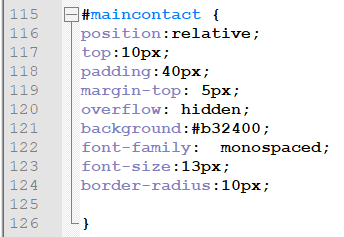 115 #maincontact {
116 position:relative;
117 top:10px;
118 padding:40px;
119 margin-top: 5px;
120 overflow: hidden;
121 background:#b32400;
122 font-family:  monospaced;
123 font-size:13px;
124 border-radius:10px;
125
126 }